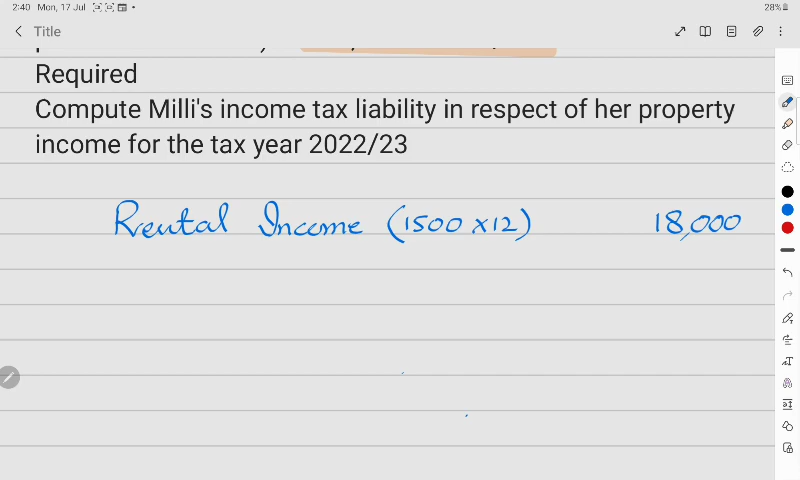 2:40 Mon, 17 Jul
28%
Title
Required
Compute Milli's income tax liability in respect of her property
income for the tax year 2022/23
Rental Income (1500 x12) 18,000